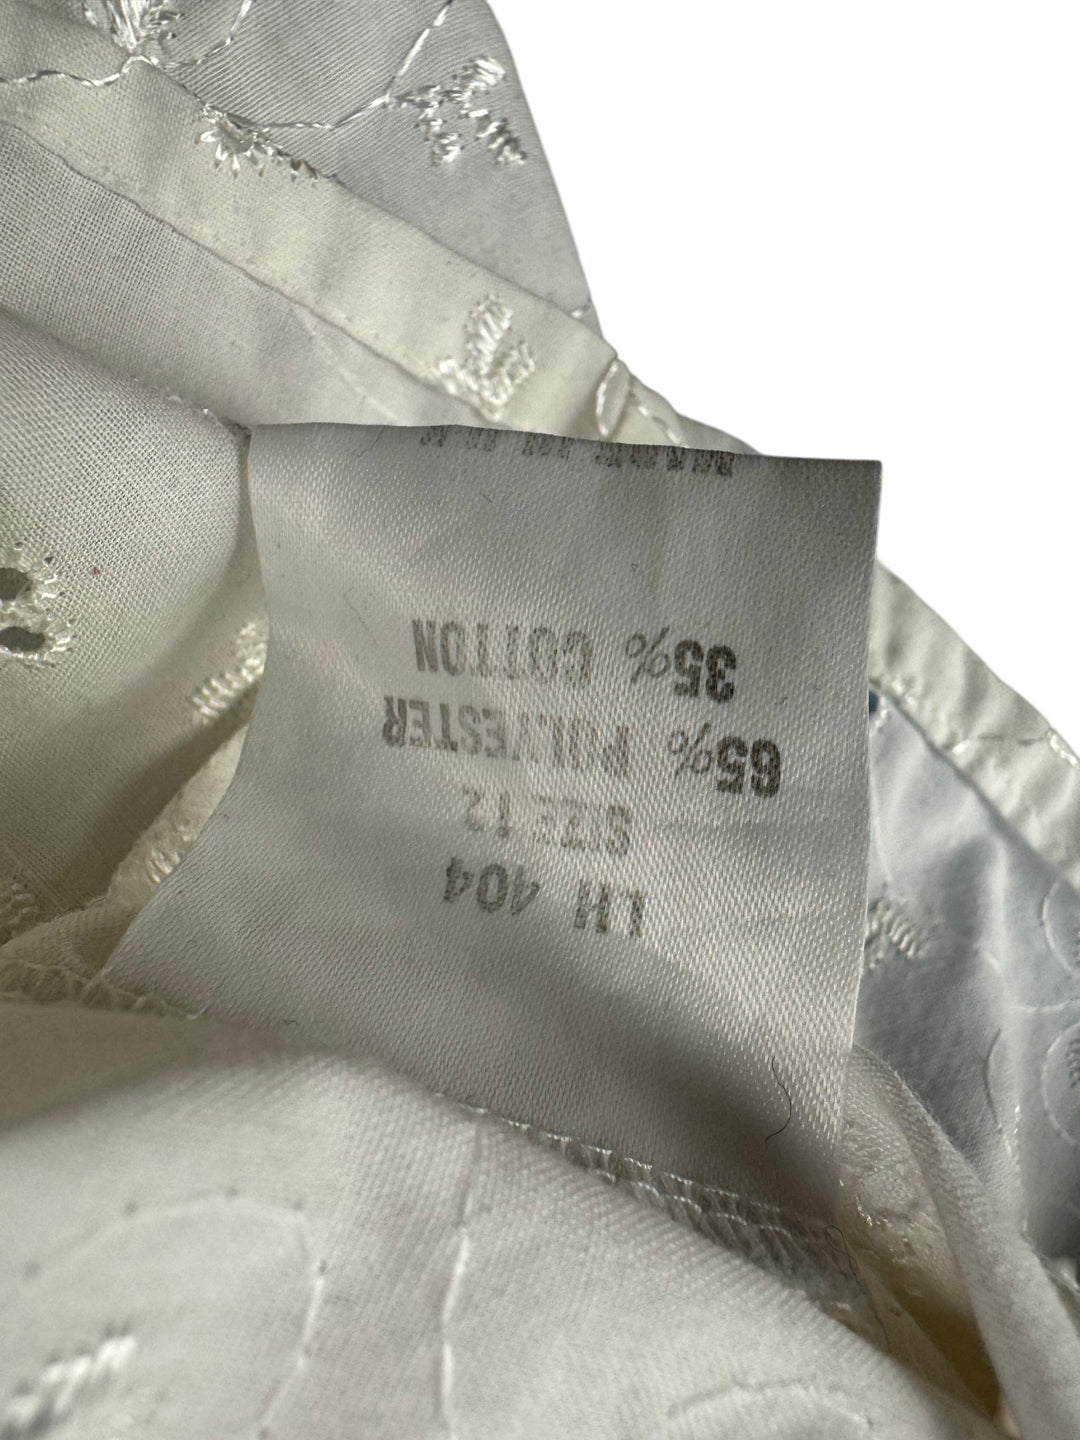 LH 404
SIZE 12
65% POLYESTER
35% COTTON